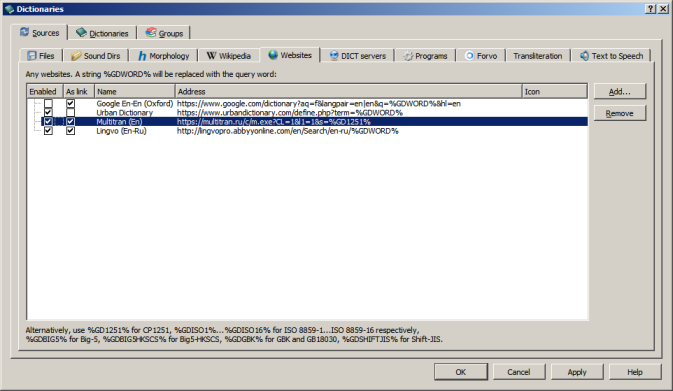 Dictionaries
Sources Dictionaries Groups
Files Sound Dirs Morphology Wikipedia Websites DICT servers Programs Forvo Transliteration Text to Speech
Any websites. A string %GDWORD% will be replaced with the query word:
Enabled As link Name Address Icon
Google En-En (Oxford) https://www.google.com/dictionary?aq=f&langpair=en|en&q=%GDWORD%&hl=en
Urban Dictionary https://www.urbandictionary.com/define.php?term=%GDWORD%
Multitran (En) https://multitran.ru/c/m.exe?CL=1&l1=1&s=%GD1251%
Lingvo (En-Ru) http://lingvopro.abbyyonline.com/en/Search/en-ru/%GDWORD%
Add...
Remove
Alternatively, use %GD1251% for CP1251, %GDISO1%...%GDISO16% for ISO 8859-1...ISO 8859-16 respectively,
%GDBIG5% for Big-5, %GDBIG5HKSCS% for Big5-HKSCS, %GDGBK% for GBK and GB18030, %GDSHIFTJIS% for Shift-JIS.
OK Cancel Apply Help